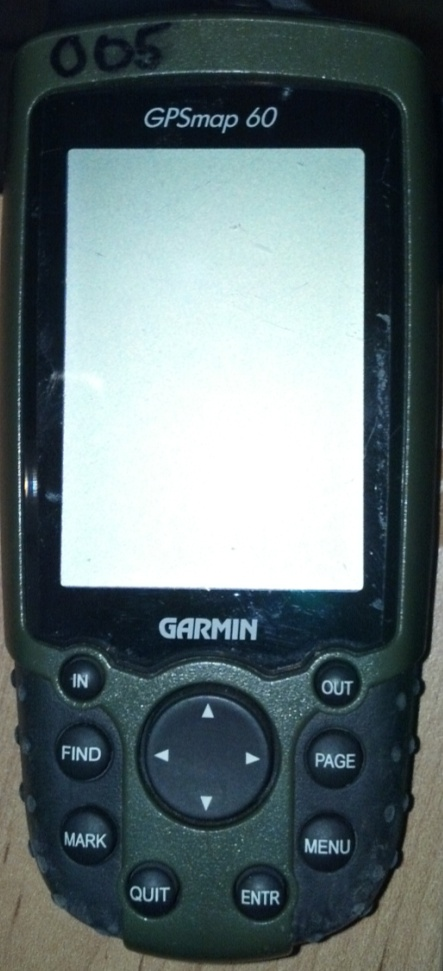 005
GPSmap 60
GARMIN
IN OUT
FIND PAGE
MARK MENU
QUIT ENTR